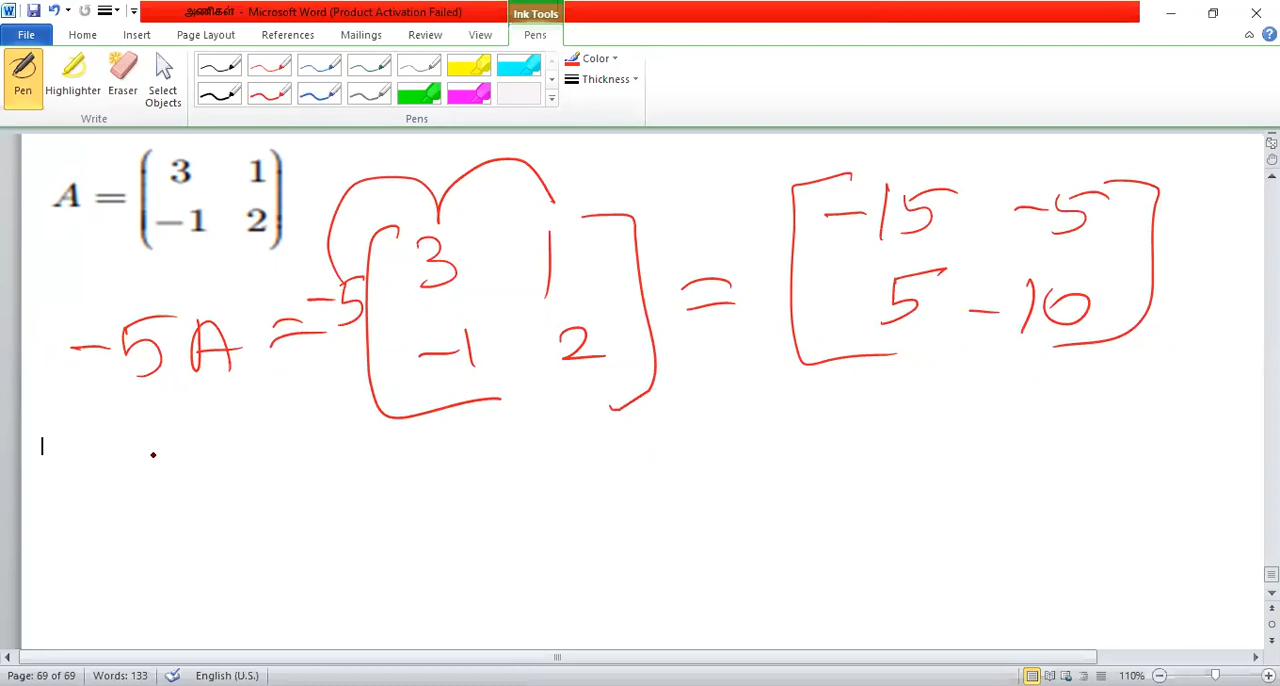 அணிகள் - Microsoft Word (Product Activation Failed)
Ink Tools
File Home Insert Page Layout References Mailings Review View Pens
Pen Highlighter Eraser Select Objects
Color
Thickness
Write Pens
A = ( 3 1
−1 2 )
-5A = -5 [ 3 1
-1 2 ] = [ -15 -5
5 -10 ]
Page: 69 of 69 Words: 133 English (U.S.) 110%